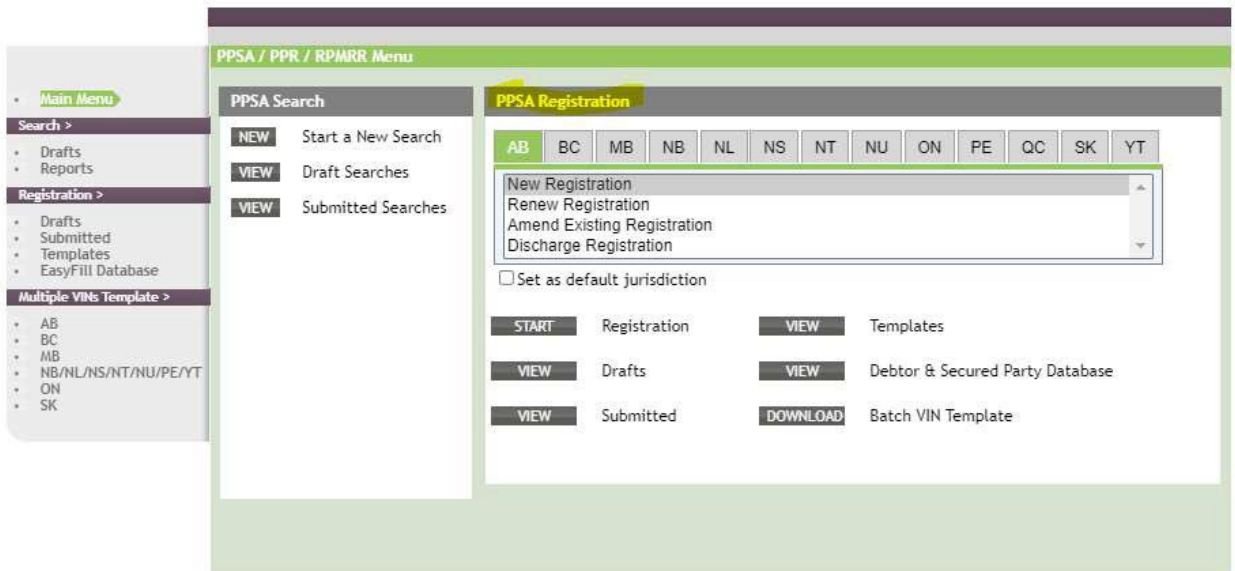 PPSA / PPR / RPMRR Menu
Main Menu
Search >
Drafts
Reports
Registration >
Drafts
Submitted
Templates
EasyFill Database
Multiple VINs Template >
AB
BC
MB
NB/NL/NS/NT/NU/PE/YT
ON
SK
PPSA Search
NEW Start a New Search
VIEW Draft Searches
VIEW Submitted Searches
PPSA Registration
AB BC MB NB NL NS NT NU ON PE QC SK YT
New Registration
Renew Registration
Amend Existing Registration
Discharge Registration
Set as default jurisdiction
START Registration VIEW Templates
VIEW Drafts VIEW Debtor & Secured Party Database
VIEW Submitted DOWNLOAD Batch VIN Template